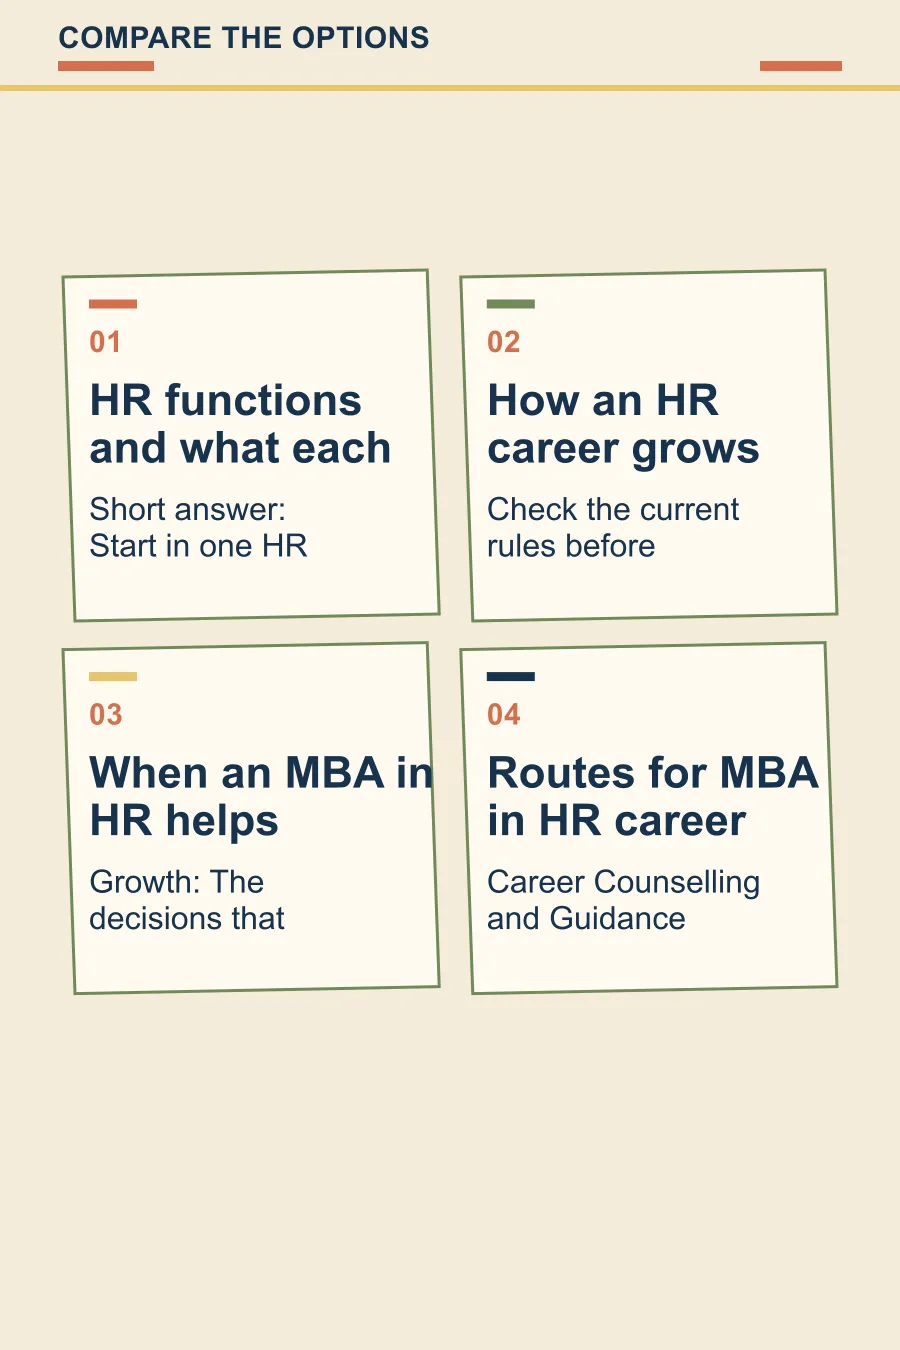 COMPARE THE OPTIONS
01
HR functions
and what each
Short answer:
Start in one HR
02
How an HR
career grows
Check the current
rules before
03
When an MBA in
HR helps
Growth: The
decisions that
04
Routes for MBA
in HR career
Career Counselling
and Guidance